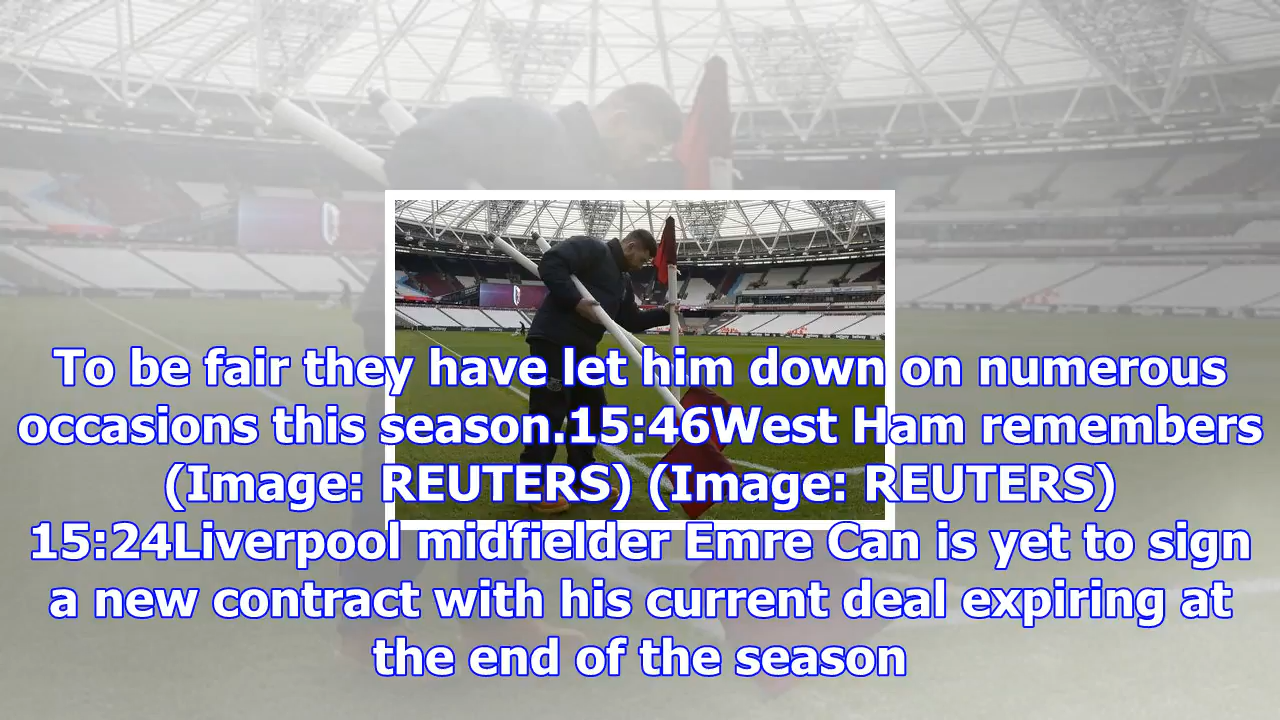 To be fair they have let him down on numerous
occasions this season.15:46West Ham remembers
(Image: REUTERS) (Image: REUTERS)
15:24Liverpool midfielder Emre Can is yet to sign
a new contract with his current deal expiring at
the end of the season